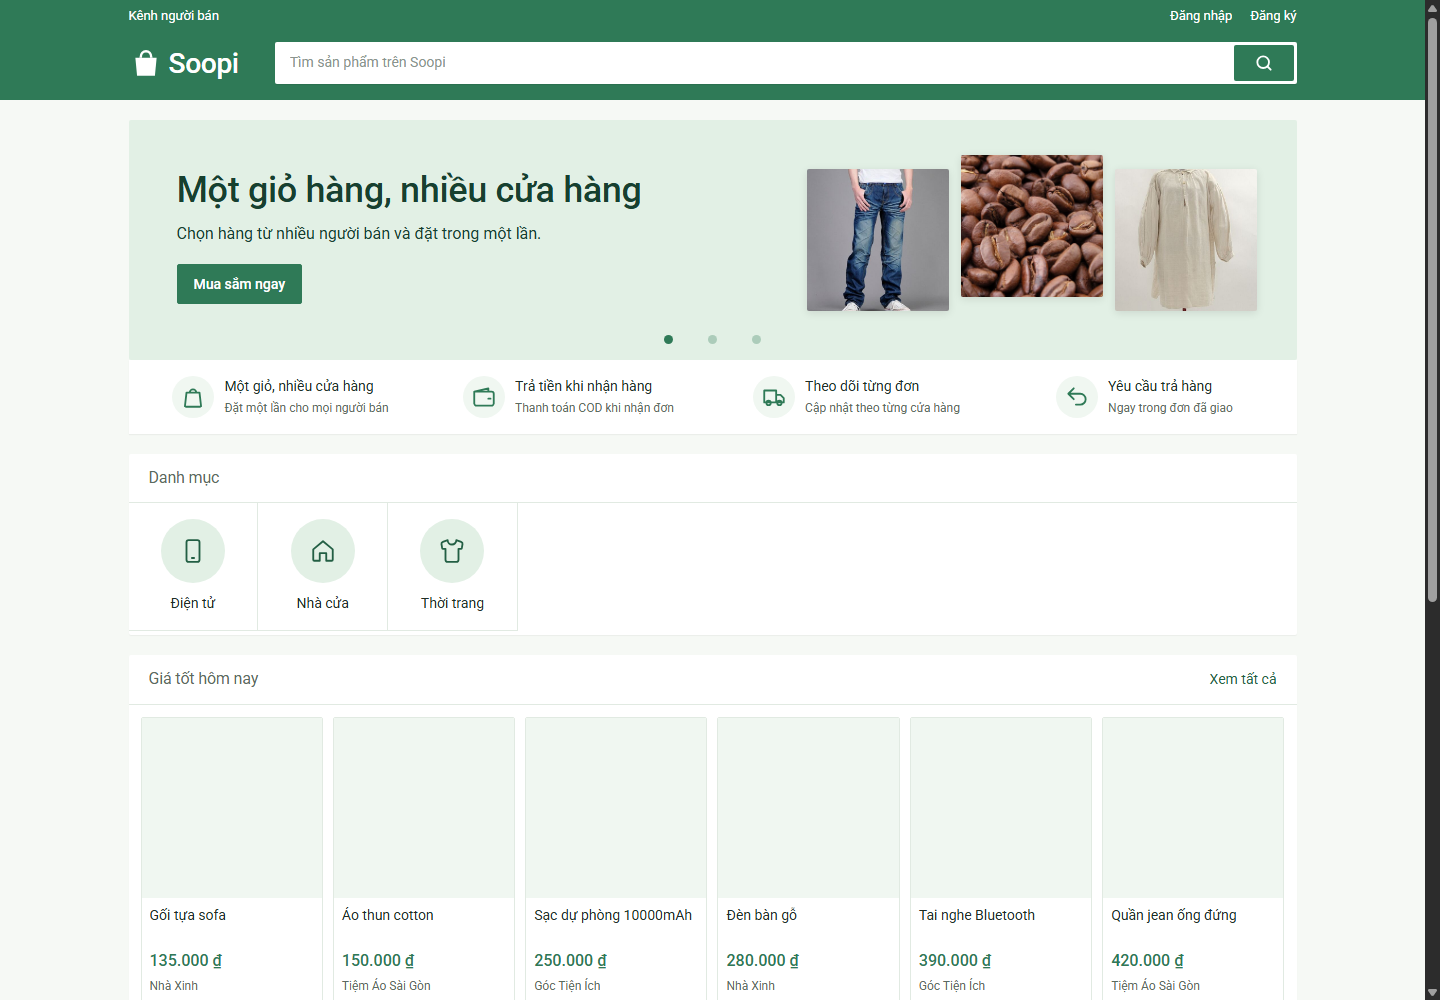 Kênh người bán
Đăng nhập
Đăng ký
Soopi
Tìm sản phẩm trên Soopi
Một giỏ hàng, nhiều cửa hàng
Chọn hàng từ nhiều người bán và đặt trong một lần.
Mua sắm ngay
Một giỏ, nhiều cửa hàng
Đặt một lần cho mọi người bán
Trả tiền khi nhận hàng
Thanh toán COD khi nhận đơn
Theo dõi từng đơn
Cập nhật theo từng cửa hàng
Yêu cầu trả hàng
Ngay trong đơn đã giao
Danh mục
Điện tử
Nhà cửa
Thời trang
Giá tốt hôm nay
Xem tất cả
Gối tựa sofa
135.000 ₫
Nhà Xinh
Áo thun cotton
150.000 ₫
Tiệm Áo Sài Gòn
Sạc dự phòng 10000mAh
250.000 ₫
Góc Tiện Ích
Đèn bàn gỗ
280.000 ₫
Nhà Xinh
Tai nghe Bluetooth
390.000 ₫
Góc Tiện Ích
Quần jean ống đứng
420.000 ₫
Tiệm Áo Sài Gòn